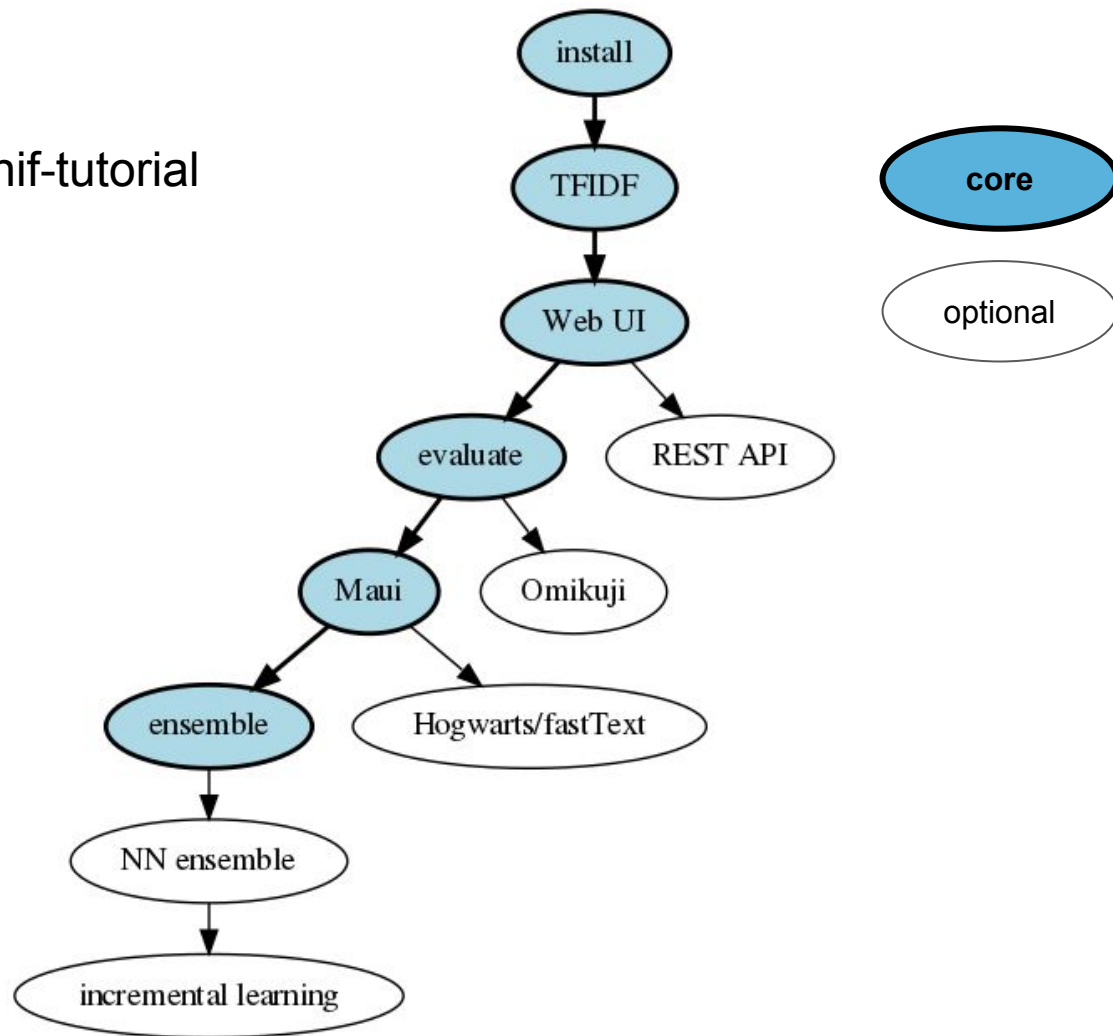 install
nif-tutorial
TFIDF
core
Web UI
optional
evaluate
REST API
Maui
Omikuji
ensemble
Hogwarts/fastText
NN ensemble
incremental learning